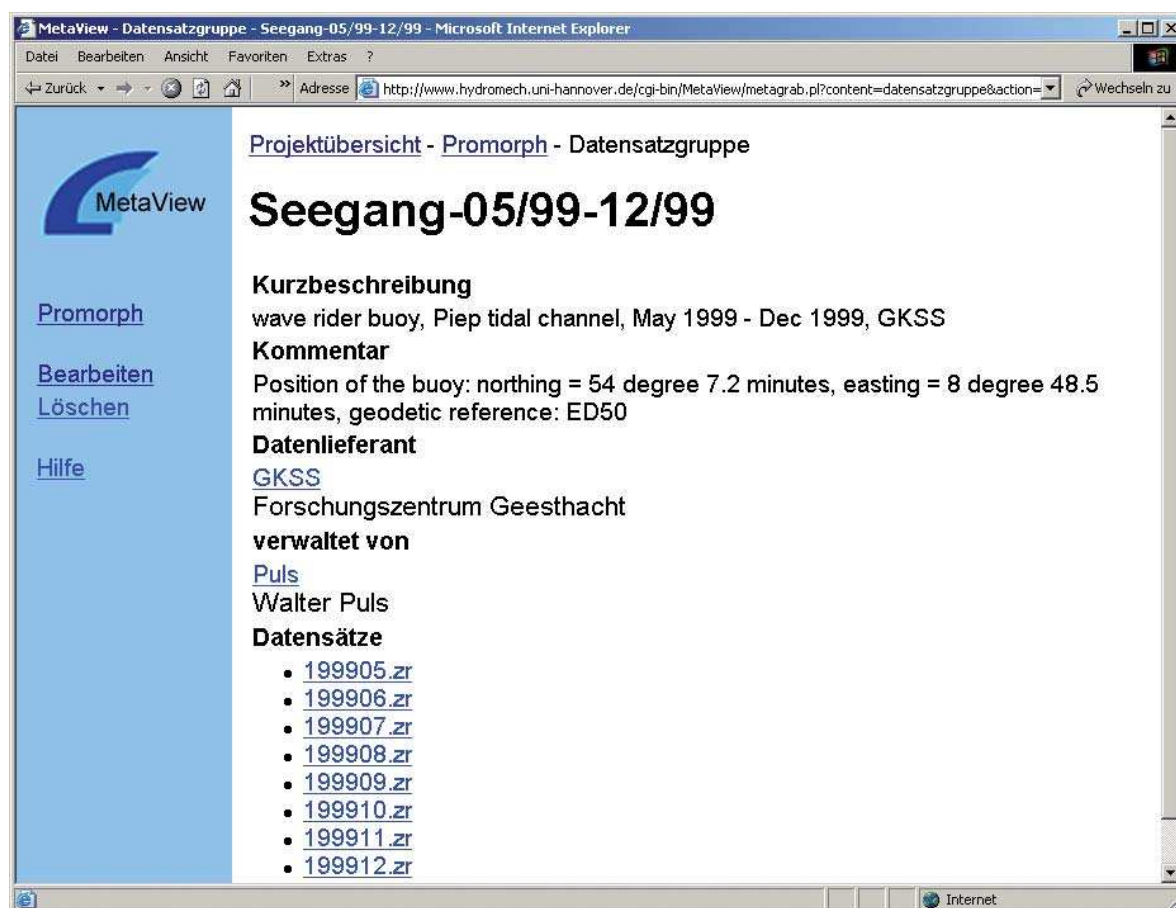 MetaView - Datensatzgruppe - Seegang-05/99-12/99 - Microsoft Internet Explorer
Datei Bearbeiten Ansicht Favoriten Extras ?
Zurück » Adresse http://www.hydromech.uni-hannover.de/cgi-bin/MetaView/metagrab.pl?content=datensatzgruppe&action= Wechseln zu
MetaView
Promorph
Bearbeiten
Löschen
Hilfe
Projektübersicht - Promorph - Datensatzgruppe
Seegang-05/99-12/99
Kurzbeschreibung
wave rider buoy, Piep tidal channel, May 1999 - Dec 1999, GKSS
Kommentar
Position of the buoy: northing = 54 degree 7.2 minutes, easting = 8 degree 48.5
minutes, geodetic reference: ED50
Datenlieferant
GKSS
Forschungszentrum Geesthacht
verwaltet von
Puls
Walter Puls
Datensätze
• 199905.zr
• 199906.zr
• 199907.zr
• 199908.zr
• 199909.zr
• 199910.zr
• 199911.zr
• 199912.zr
Internet